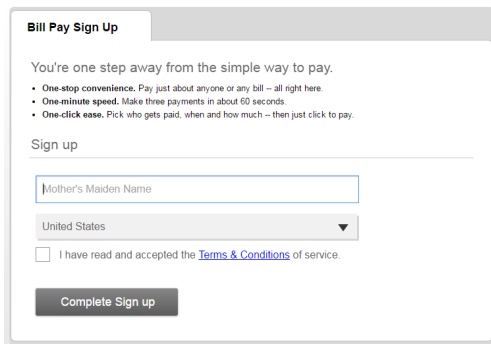 Bill Pay Sign Up
You're one step away from the simple way to pay.
• One-stop convenience. Pay just about anyone or any bill – all right here.
• One-minute speed. Make three payments in about 60 seconds.
• One-click ease. Pick who gets paid, when and how much – then just click to pay.
Sign up
Mother's Maiden Name
United States
I have read and accepted the Terms & Conditions of service.
Complete Sign up